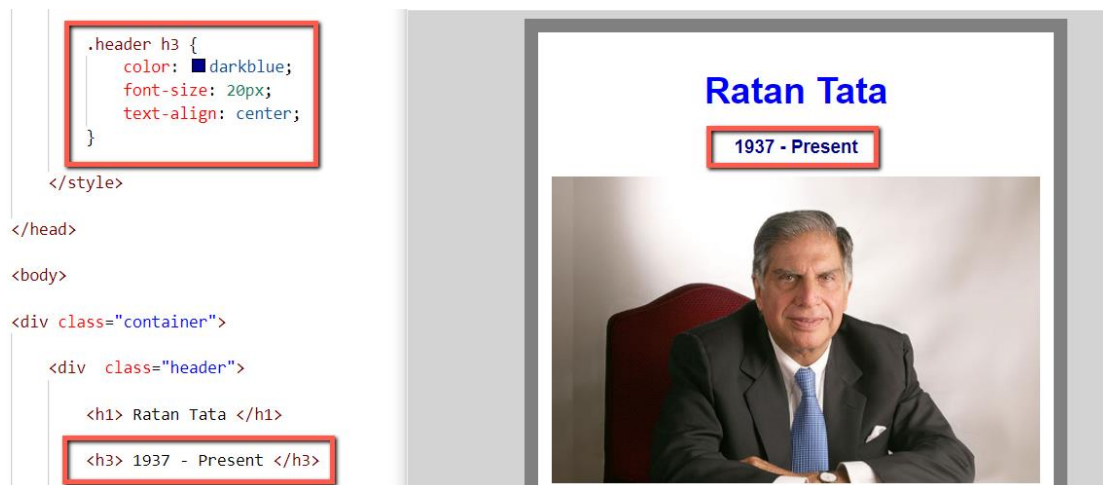 .header h3 {
color: darkblue;
font-size: 20px;
text-align: center;
}
</style>
</head>
<body>
<div class="container">
<div  class="header">
<h1> Ratan Tata </h1>
<h3> 1937 - Present </h3>
Ratan Tata
1937 - Present